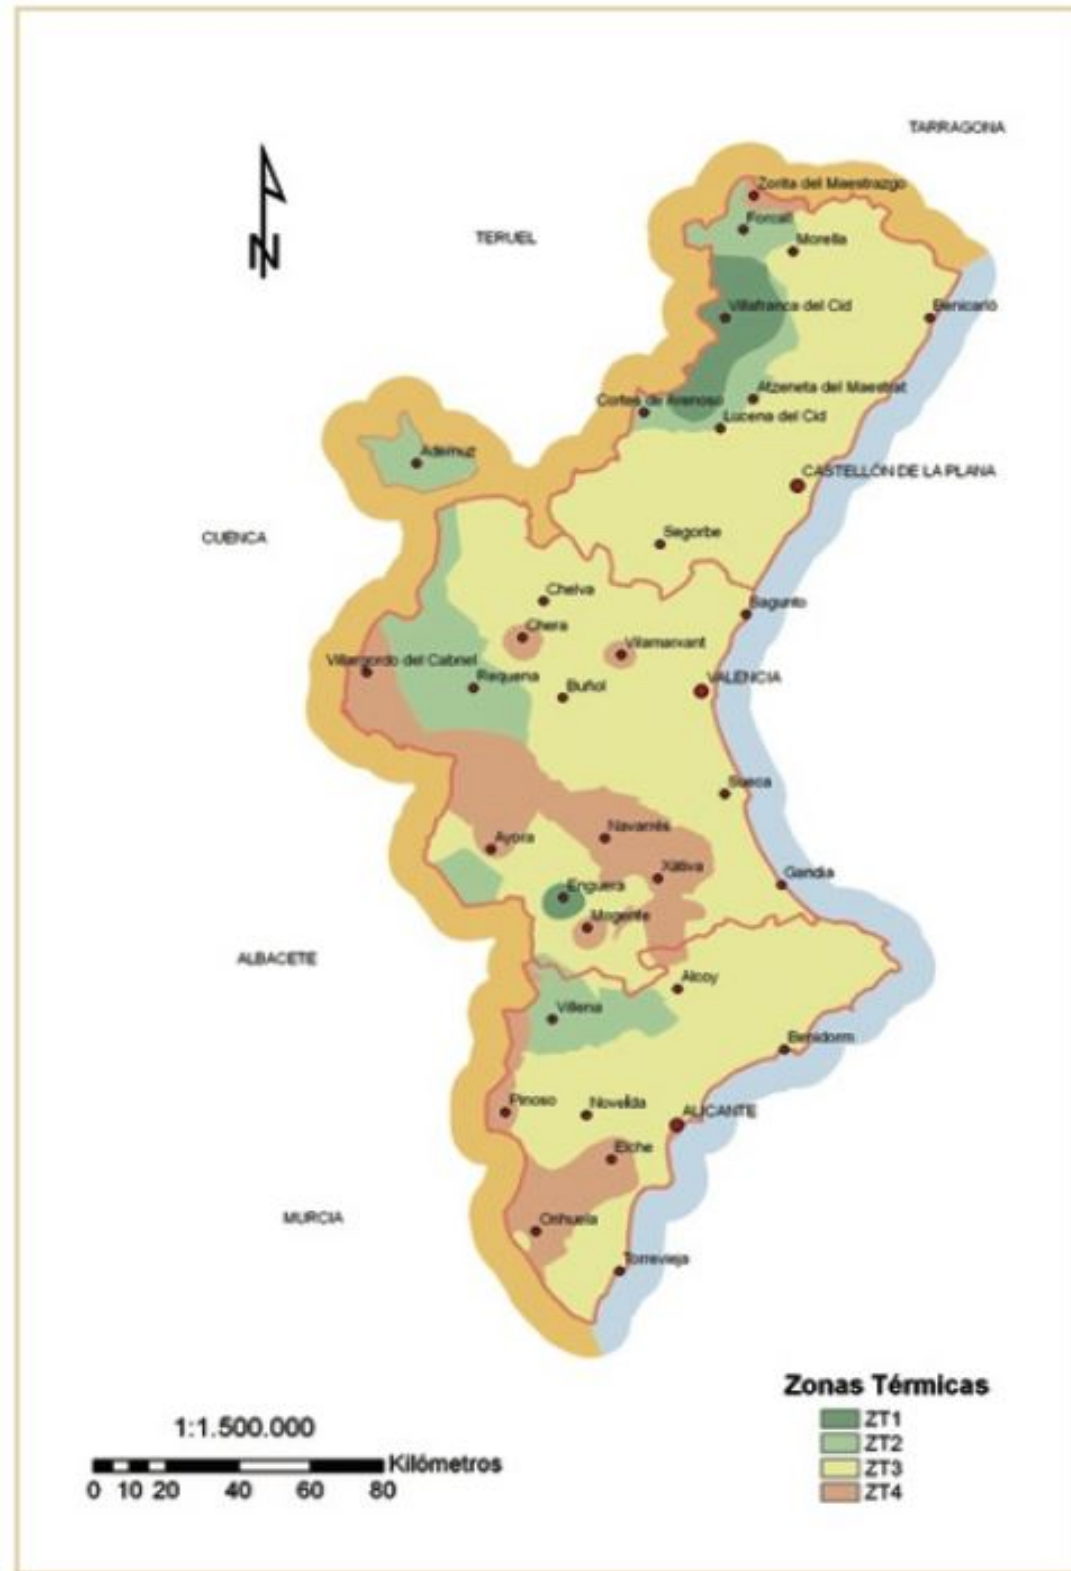 TARRAGONA
Zorita del Maestrazgo
Forcall
TERUEL
Morella
Villafranca del Cid
Benicarló
Atzeneta del Maestrat
Cortes de Arenoso
Lucena del Cid
Ademuz
CASTELLÓN DE LA PLANA
CUENCA
Segorbe
Chelva
Sagunto
Chera
Vilamarxant
Villargordo del Cabriel
Requena
Buñol
VALENCIA
Sueca
Navarrés
Ayora
Xàtiva
Gandia
Enguera
Mogente
ALBACETE
Alcoy
Villena
Benidorm
Pinoso
Novelda
ALICANTE
Elche
MURCIA
Orihuela
Torrevieja
N
Zonas Térmicas
ZT1
ZT2
ZT3
ZT4
1:1.500.000
Kilómetros
0 10 20 40 60 80